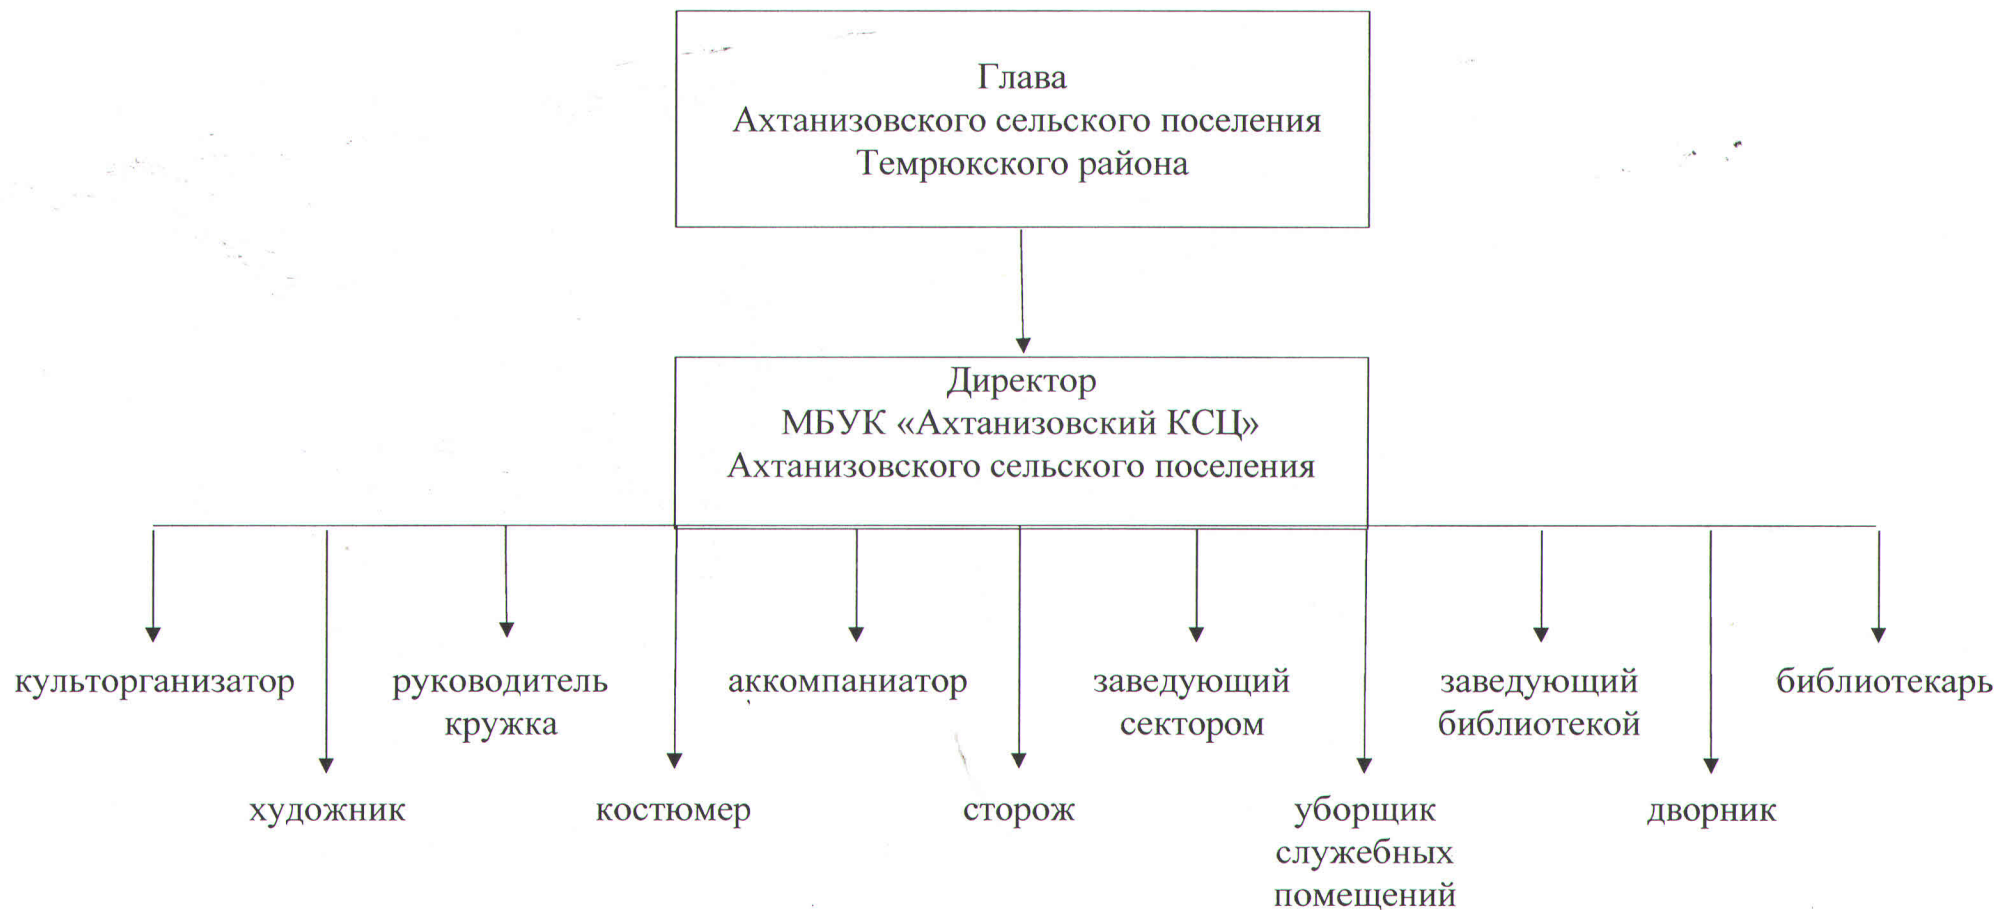 Глава
Ахтанизовского сельского поселения
Темрюкского района
Директор
МБУК «Ахтанизовский КСЦ»
Ахтанизовского сельского поселения
культорганизатор
руководитель
кружка
аккомпаниатор
заведующий
сектором
заведующий
библиотекой
библиотекарь
художник
костюмер
сторож
уборщик
служебных
помещений
дворник